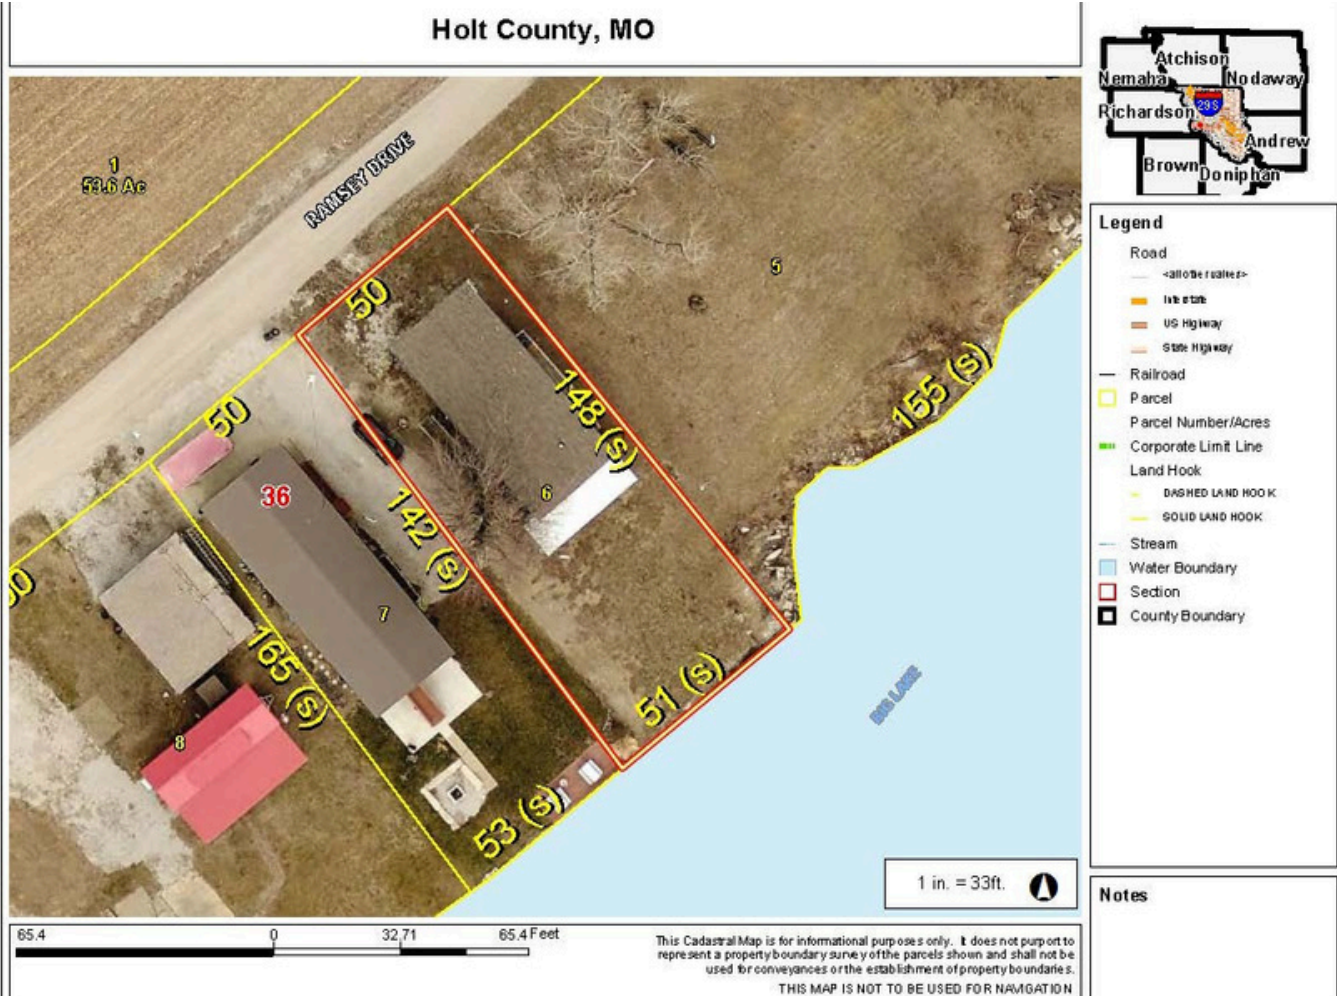 Holt County, MO
Atchison
Nemaha
Nodaway
Richardson
29S
Andrew
Brown
Doniphan
1
53.6 Ac
RAMSEY DRIVE
5
50
148 (s)
155 (s)
50
36
6
142 (s)
7
165 (s)
8
51 (s)
53 (s)
BIG LAKE
1 in. = 33ft.
Legend
Road
<all other values>
Interstate
US Highway
State Highway
Railroad
Parcel
Parcel Number/Acres
Corporate Limit Line
Land Hook
DASHED LAND HOOK
SOLID LAND HOOK
Stream
Water Boundary
Section
County Boundary
Notes
65.4 0 32.71 65.4 Feet
This Cadastral Map is for informational purposes only. It does not purport to
represent a property boundary survey of the parcels shown and shall not be
used for conveyances or the establishment of property boundaries.
THIS MAP IS NOT TO BE USED FOR NAVIGATION